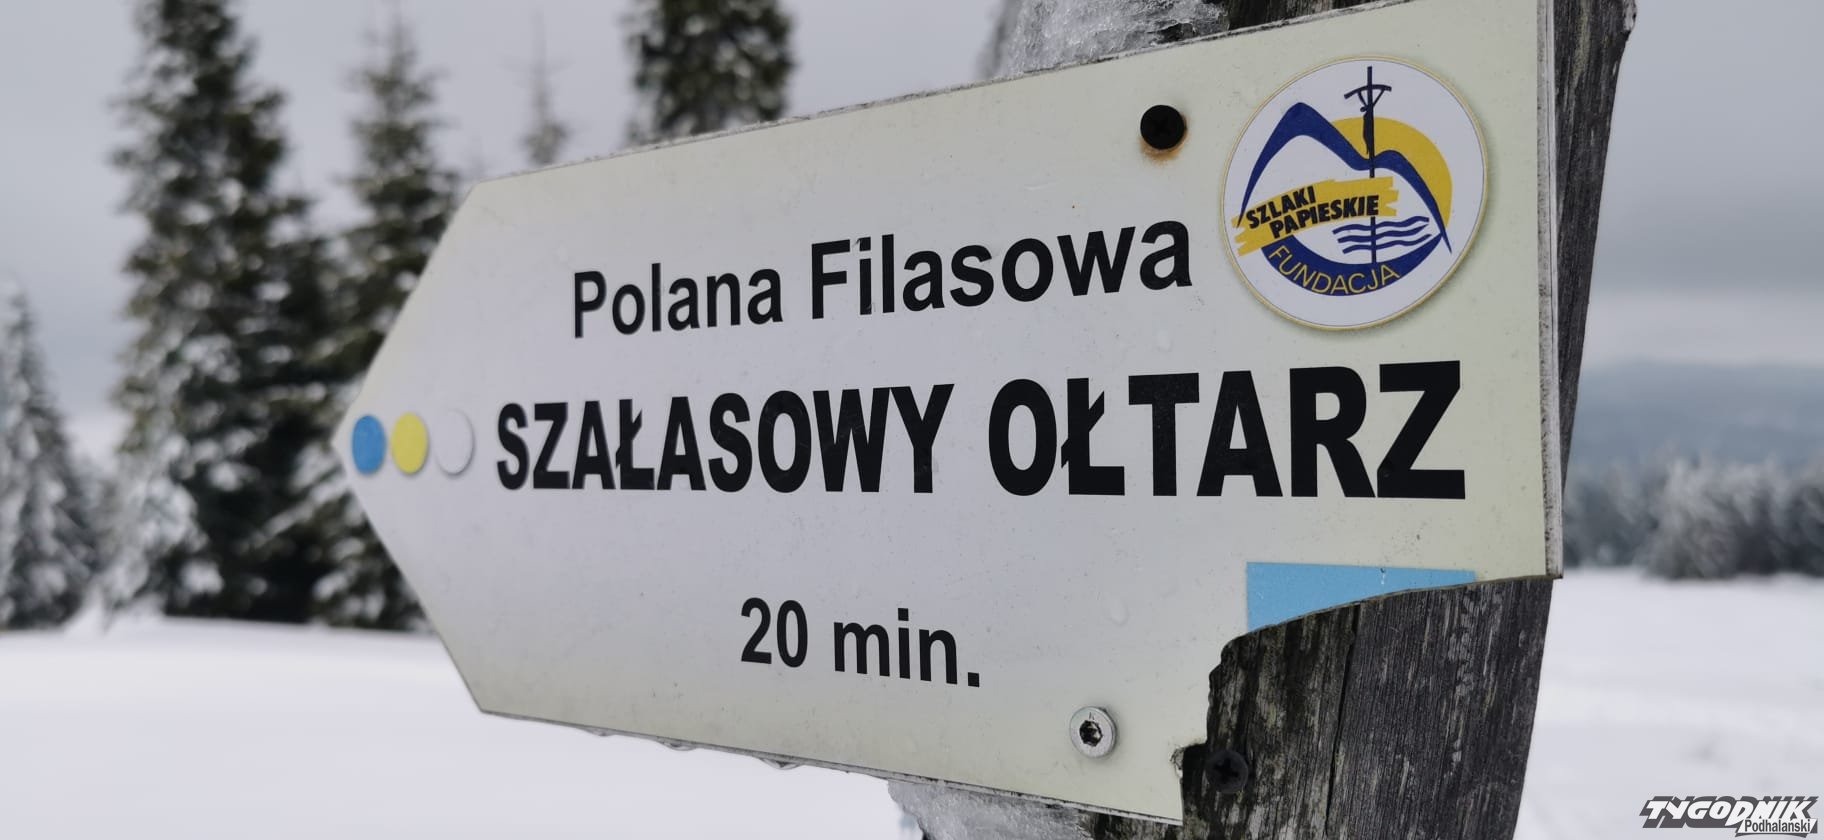 Polana Filasowa
SZLAKI
PAPIESKIE
FUNDACJA
SZAŁASOWY OŁTARZ
20 min.
TYGODNIK
Podhalański